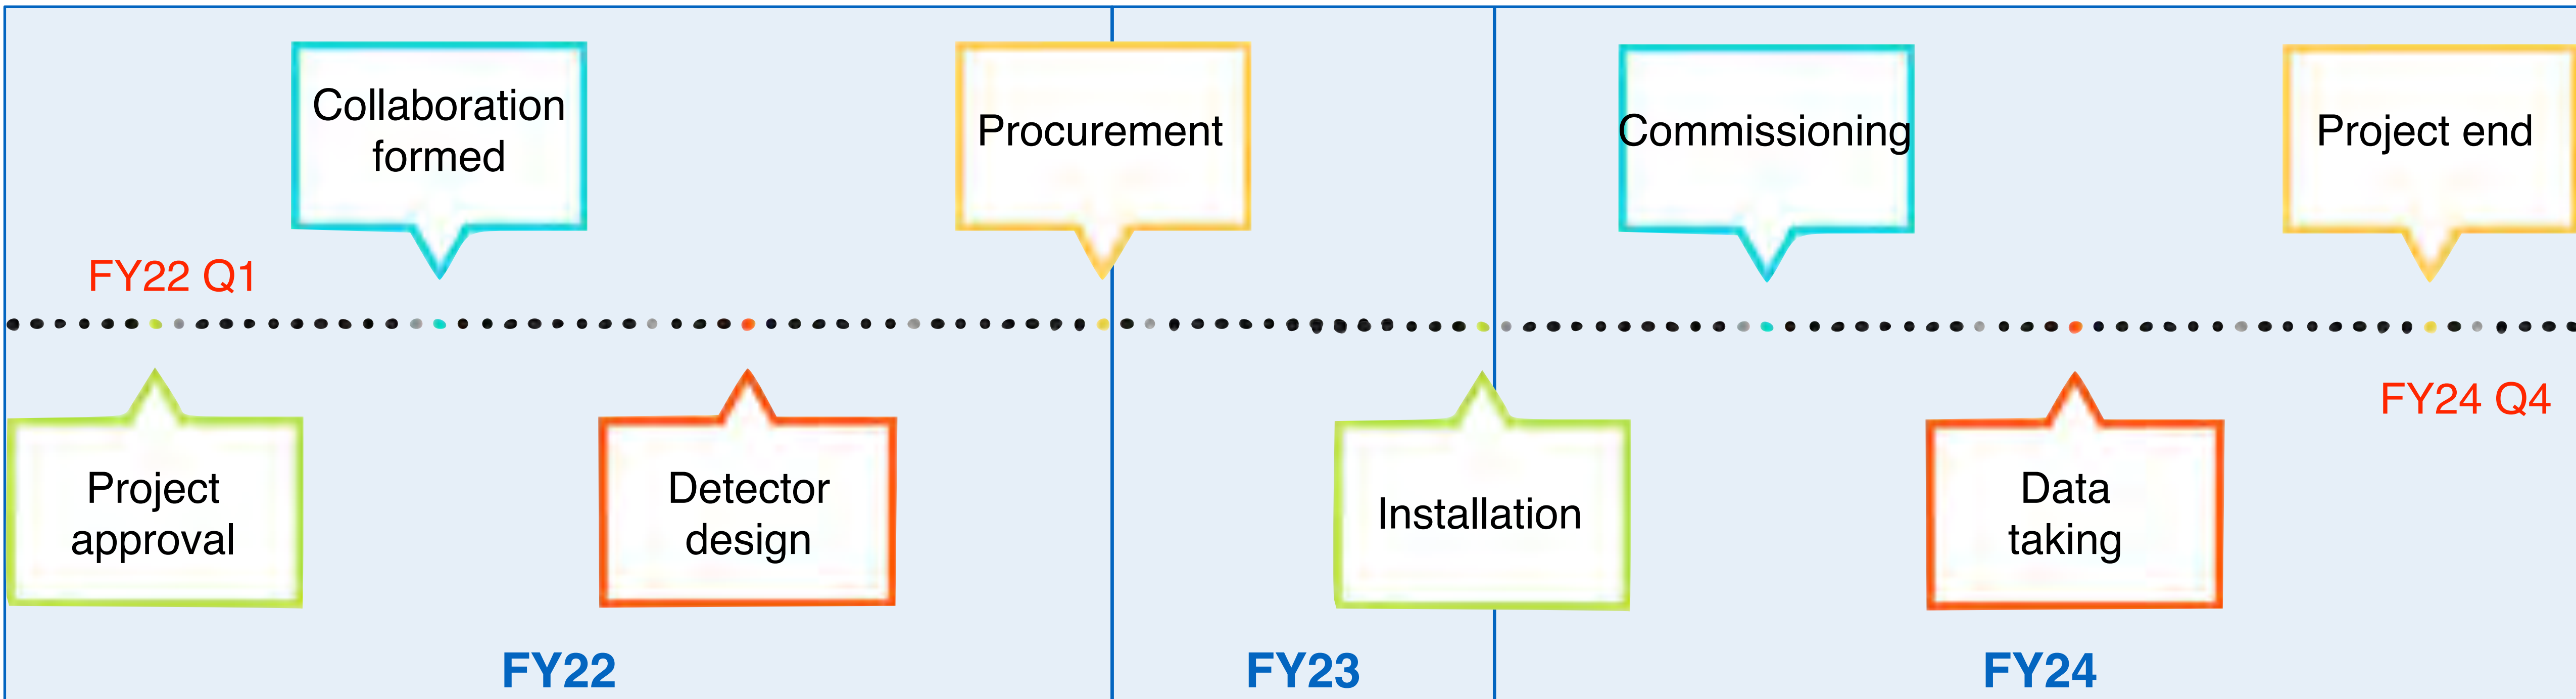 Collaboration
formed
Procurement
Commissioning
Project end
FY22 Q1
FY24 Q4
Project
approval
Detector
design
Installation
Data
taking
FY22
FY23
FY24